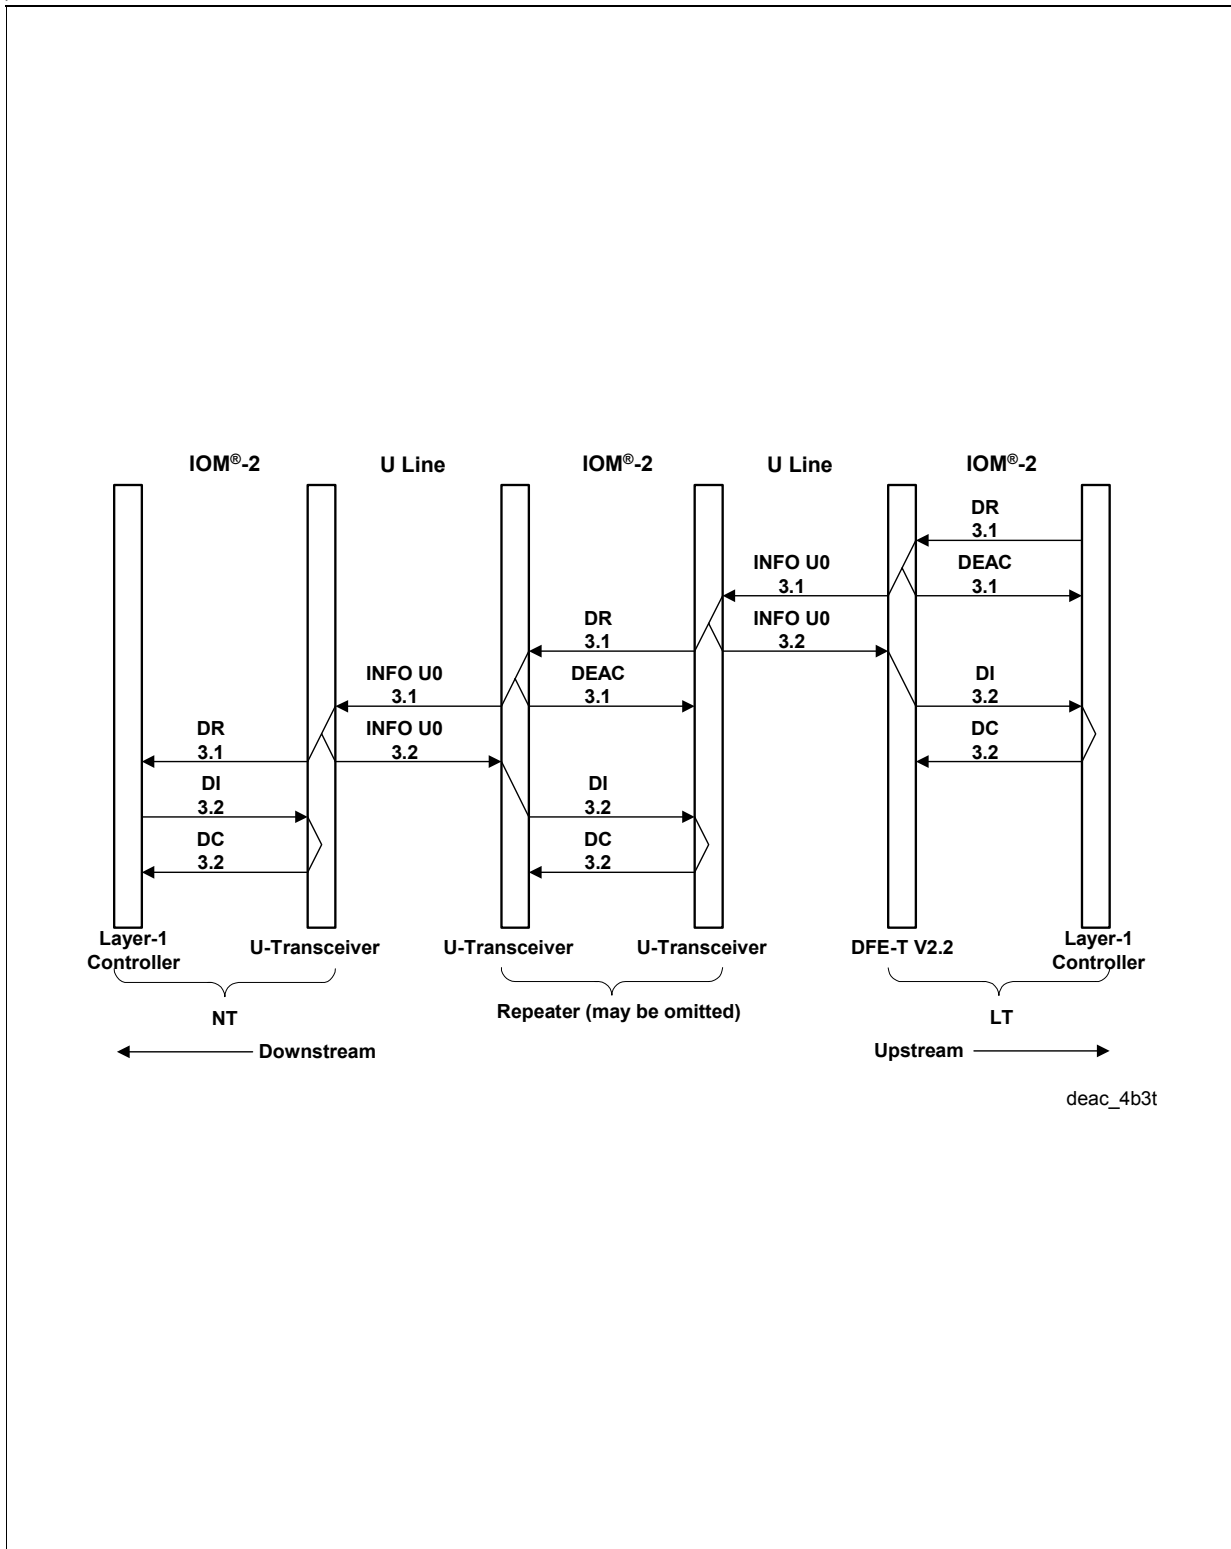 IOM®-2 U Line IOM®-2 U Line IOM®-2
DR
3.1
INFO U0 DEAC
3.1 3.1
DR INFO U0
3.1 3.2
INFO U0 DEAC DI
3.1 3.1 3.2
DR INFO U0 DC
3.1 3.2 3.2
DI DI
3.2 3.2
DC DC
3.2 3.2
Layer-1 Controller U-Transceiver U-Transceiver U-Transceiver DFE-T V2.2 Layer-1 Controller
NT Repeater (may be omitted) LT
Downstream Upstream
deac_4b3t